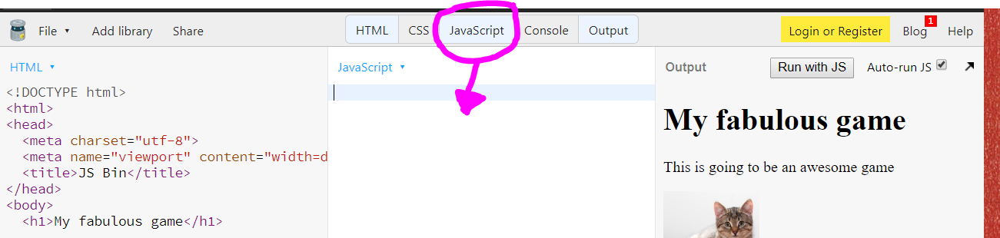 File ▾ Add library Share HTML CSS JavaScript Console Output Login or Register Blog 1 Help
HTML ▾
<!DOCTYPE html>
<html>
<head>
<meta charset="utf-8">
<meta name="viewport" content="width=d
<title>JS Bin</title>
</head>
<body>
<h1>My fabulous game</h1>
JavaScript ▾
Output Run with JS Auto-run JS
My fabulous game
This is going to be an awesome game